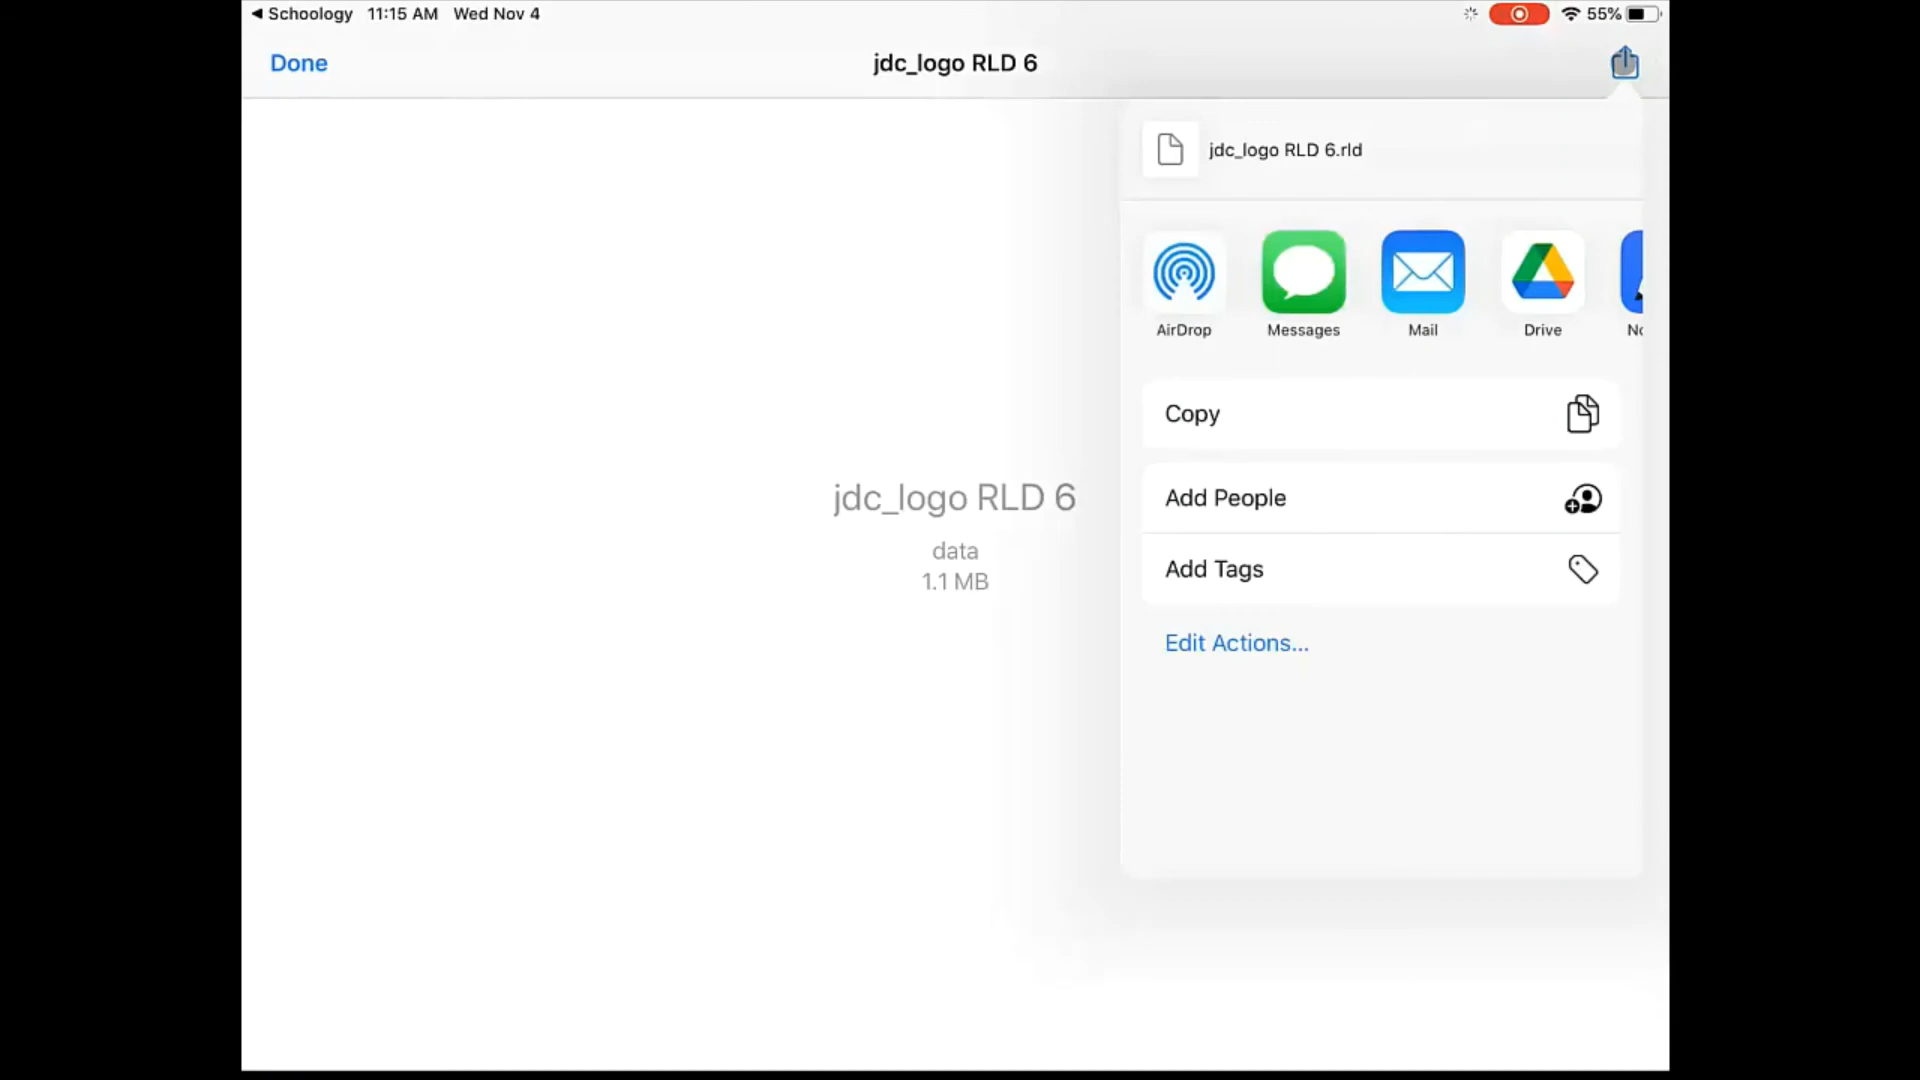 Schoology 11:15 AM Wed Nov 4
55%
Done
jdc_logo RLD 6
jdc_logo RLD 6.rld
AirDrop
Messages
Mail
Drive
Copy
Add People
Add Tags
Edit Actions...
jdc_logo RLD 6
data
1.1 MB